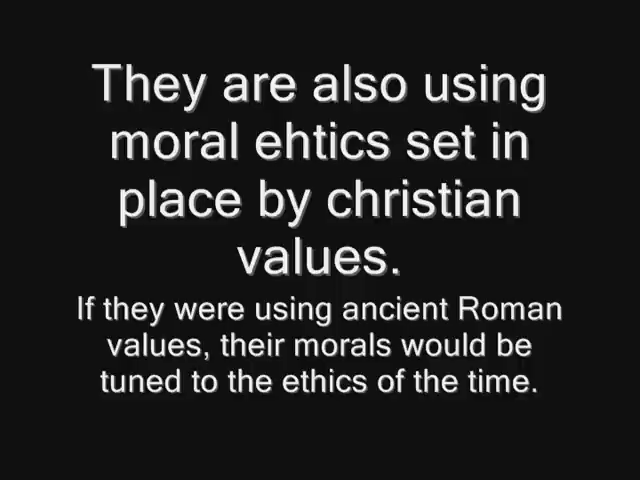 They are also using
moral ehtics set in
place by christian
values.
If they were using ancient Roman
values, their morals would be
tuned to the ethics of the time.